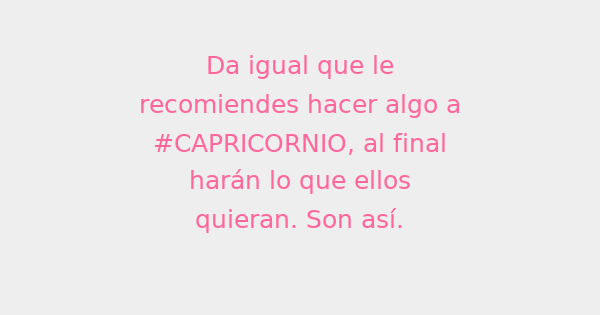 Da igual que le
recomiendes hacer algo a
#CAPRICORNIO, al final
harán lo que ellos
quieran. Son así.